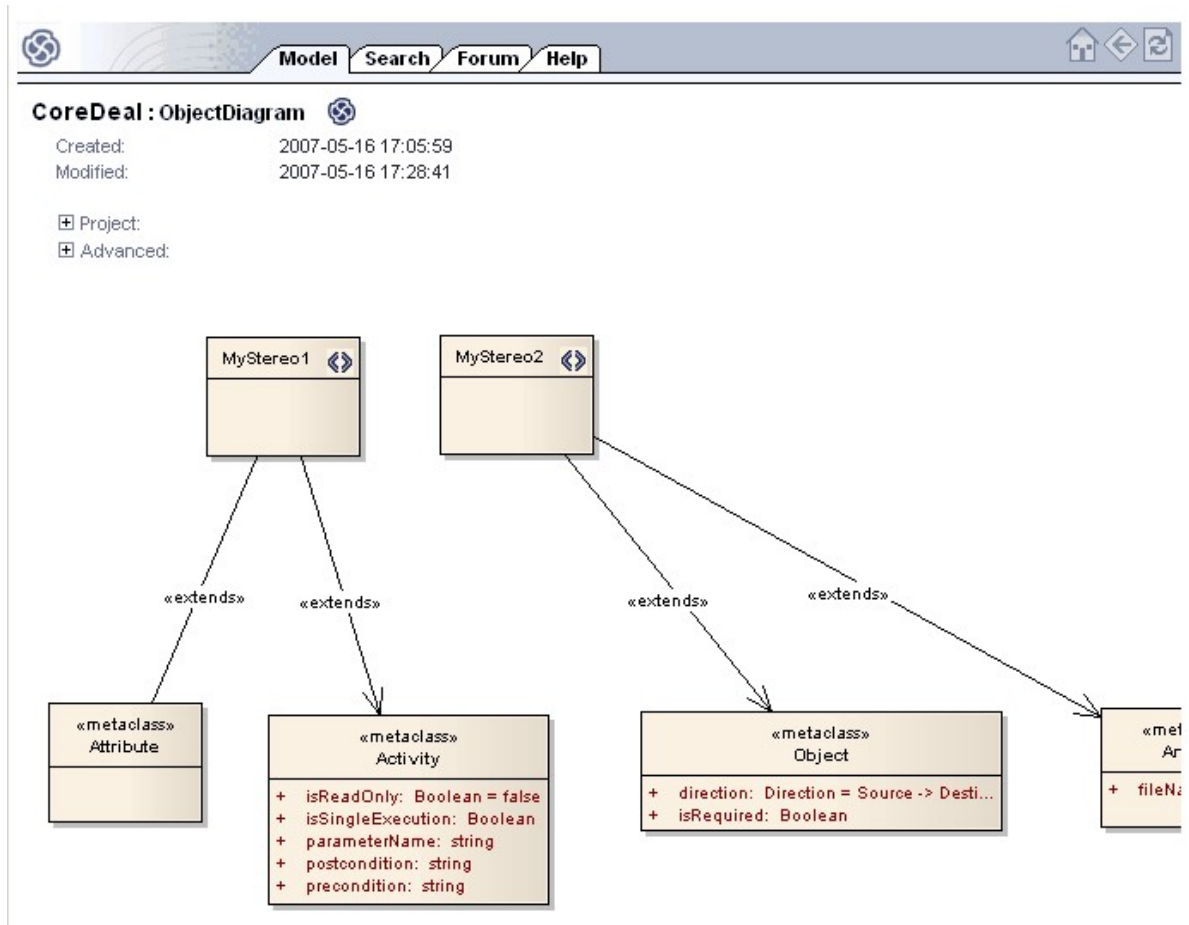 Model Search Forum Help
CoreDeal : ObjectDiagram
Created: 2007-05-16 17:05:59
Modified: 2007-05-16 17:28:41
Project:
Advanced:
MyStereo1
MyStereo2
«extends»
«extends»
«extends»
«extends»
«metaclass»
Attribute
«metaclass»
Activity
+ isReadOnly: Boolean = false
+ isSingleExecution: Boolean
+ parameterName: string
+ postcondition: string
+ precondition: string
«metaclass»
Object
+ direction: Direction = Source -> Desti...
+ isRequired: Boolean